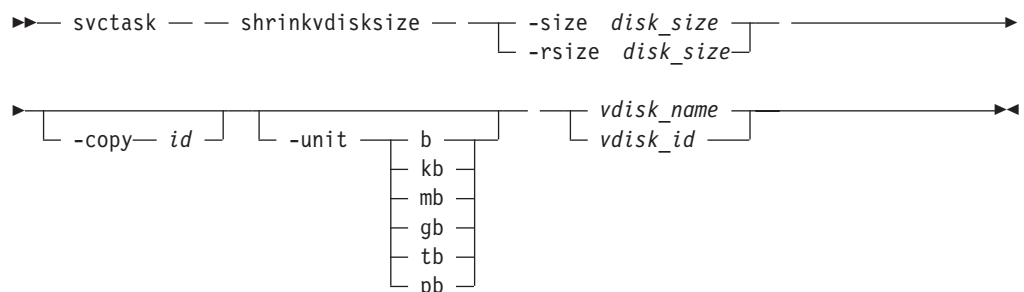 svctask shrinkvdisksize -size disk_size
-rsize disk_size
vdisk_name
-copy id -unit b vdisk_id
kb
mb
gb
tb
pb